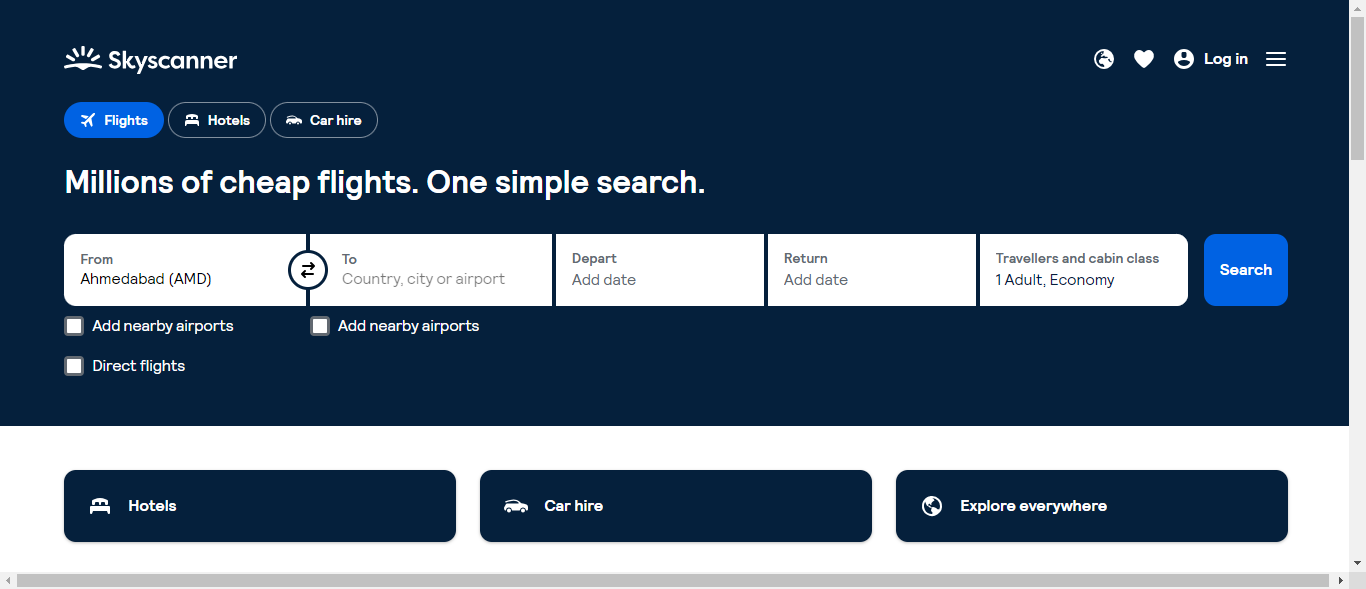 Skyscanner
Log in
Flights
Hotels
Car hire
Millions of cheap flights. One simple search.
From
Ahmedabad (AMD)
To
Country, city or airport
Depart
Add date
Return
Add date
Travellers and cabin class
1 Adult, Economy
Search
Add nearby airports
Add nearby airports
Direct flights
Hotels
Car hire
Explore everywhere